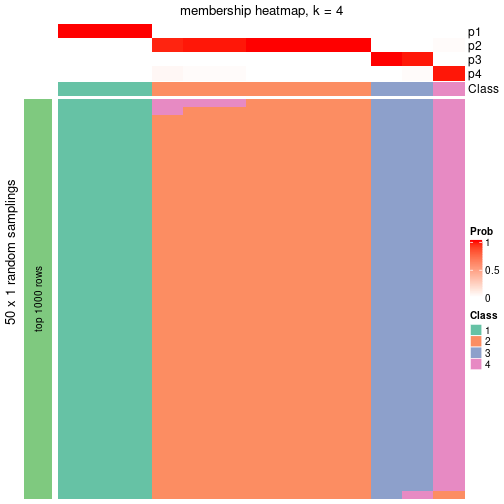 membership heatmap, k = 4
p1
p2
p3
p4
Class
50 x 1 random samplings
top 1000 rows
Prob
1
0.5
0
Class
1
2
3
4